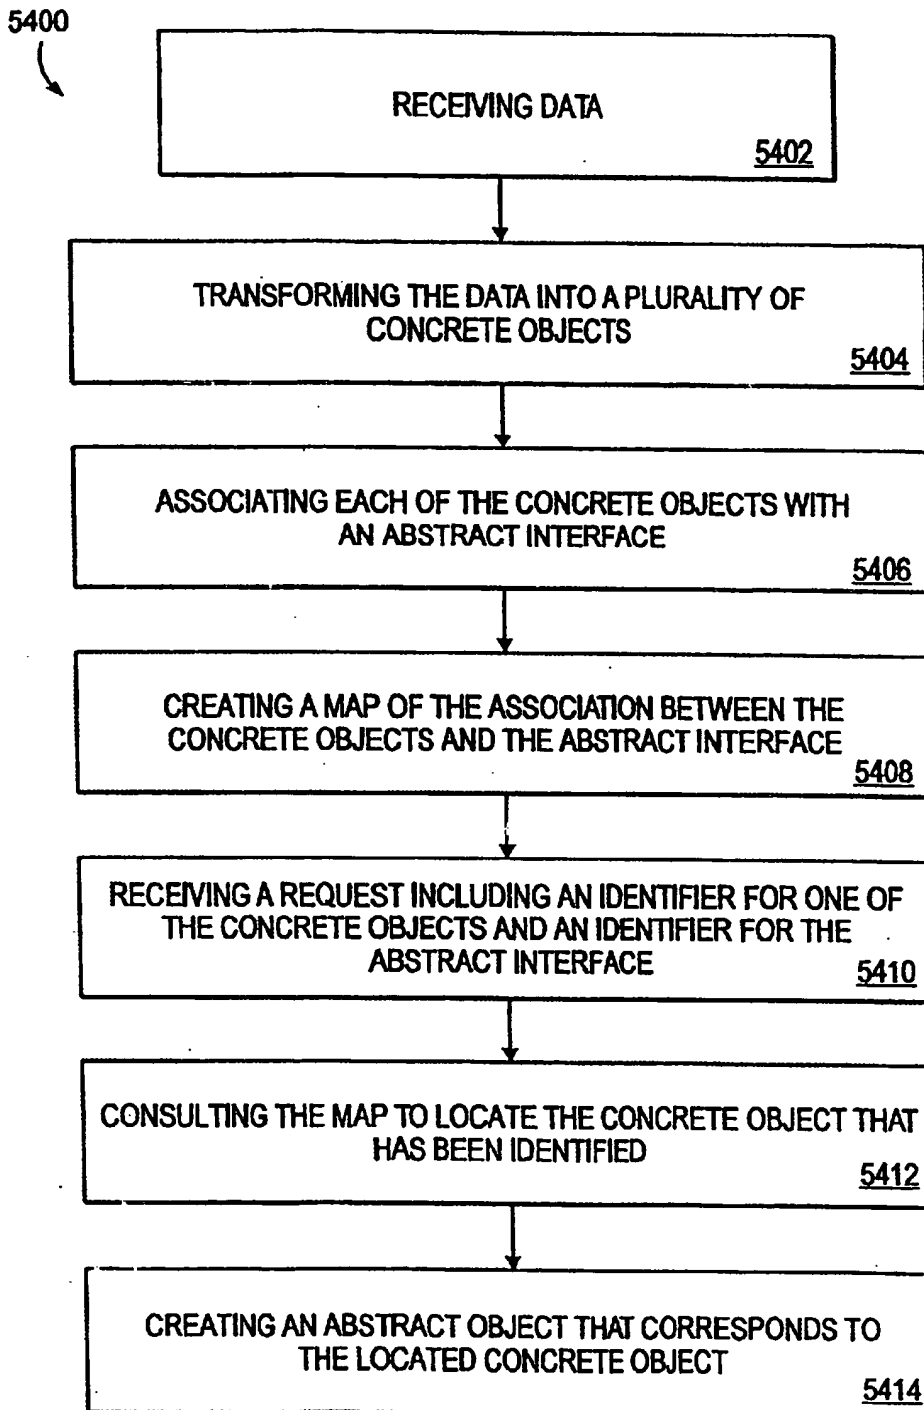 5400
RECEIVING DATA
5402
TRANSFORMING THE DATA INTO A PLURALITY OF
CONCRETE OBJECTS
5404
ASSOCIATING EACH OF THE CONCRETE OBJECTS WITH
AN ABSTRACT INTERFACE
5406
CREATING A MAP OF THE ASSOCIATION BETWEEN THE
CONCRETE OBJECTS AND THE ABSTRACT INTERFACE
5408
RECEIVING A REQUEST INCLUDING AN IDENTIFIER FOR ONE OF
THE CONCRETE OBJECTS AND AN IDENTIFIER FOR THE
ABSTRACT INTERFACE
5410
CONSULTING THE MAP TO LOCATE THE CONCRETE OBJECT THAT
HAS BEEN IDENTIFIED
5412
CREATING AN ABSTRACT OBJECT THAT CORRESPONDS TO
THE LOCATED CONCRETE OBJECT
5414